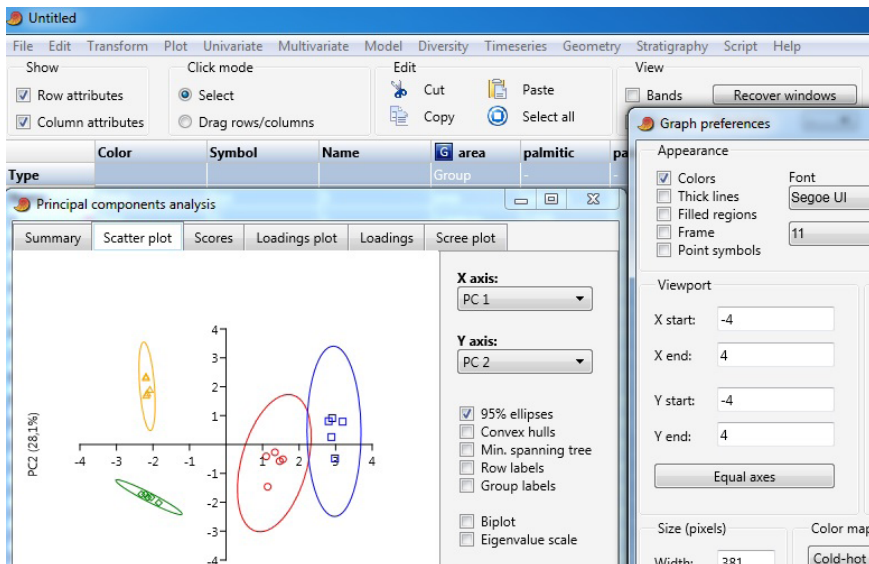 Untitled
File Edit Transform Plot Univariate Multivariate Model Diversity Timeseries Geometry Stratigraphy Script Help
Show Click mode Edit View
Row attributes Select Cut Paste Bands Recover windows
Column attributes Drag rows/columns Copy Select all
Graph preferences
Color Symbol Name G area palmitic pa
Type Group - -
Principal components analysis
Summary Scatter plot Scores Loadings plot Loadings Scree plot
X axis:
PC 1
Y axis:
PC 2
95% ellipses
Convex hulls
Min. spanning tree
Row labels
Group labels
Biplot
Eigenvalue scale
PC2 (28,1%)
4
3
2
1
-4 -3 -2 -1 1 2 3 4
-1
-2
-3
-4
Appearance
Colors Font
Thick lines Segoe UI
Filled regions
Frame 11
Point symbols
Viewport
X start: -4
X end: 4
Y start: -4
Y end: 4
Equal axes
Size (pixels) Color map
Width: 381 Cold-hot